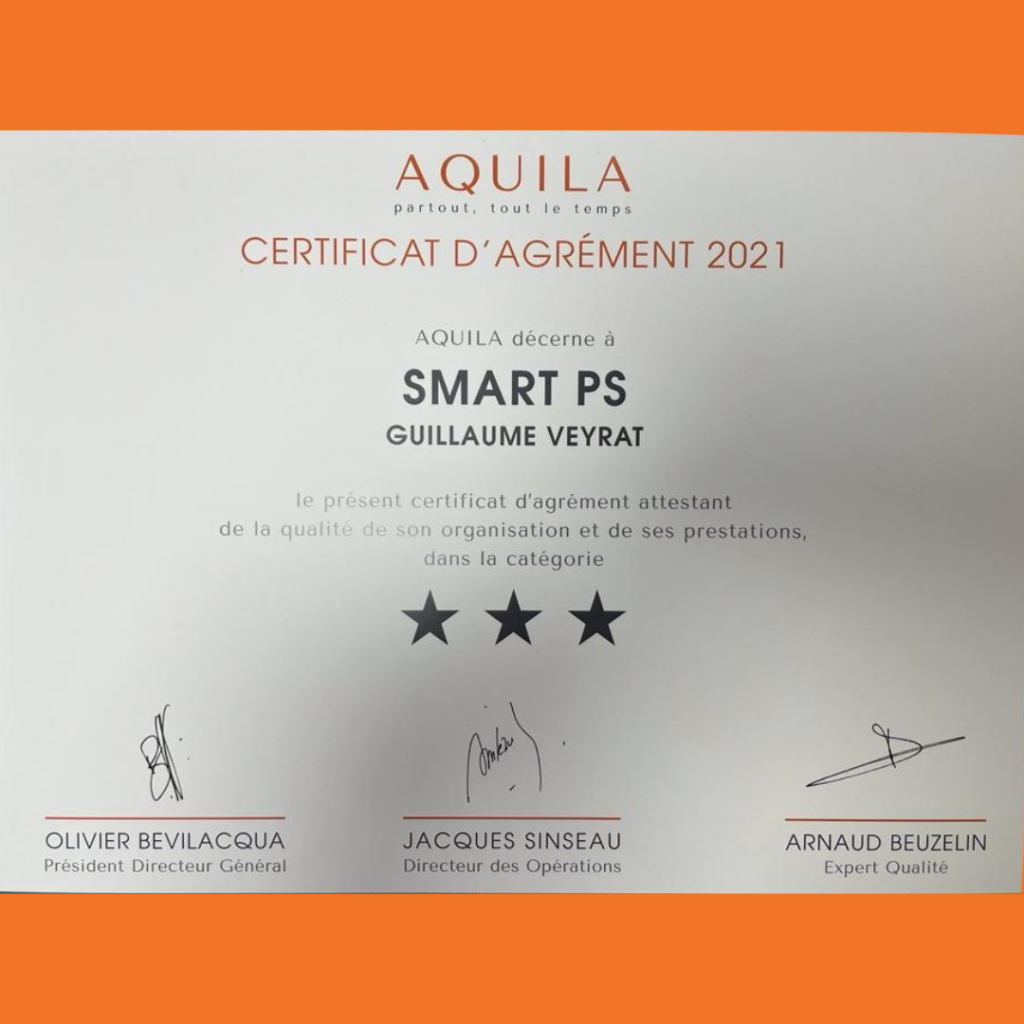 AQUILA
partout, tout le temps
CERTIFICAT D'AGRÉMENT 2021
AQUILA décerne à
SMART PS
GUILLAUME VEYRAT
le présent certificat d'agrément attestant
de la qualité de son organisation et de ses prestations,
dans la catégorie
OLIVIER BEVILACQUA
Président Directeur Général
JACQUES SINSEAU
Directeur des Opérations
ARNAUD BEUZELIN
Expert Qualité